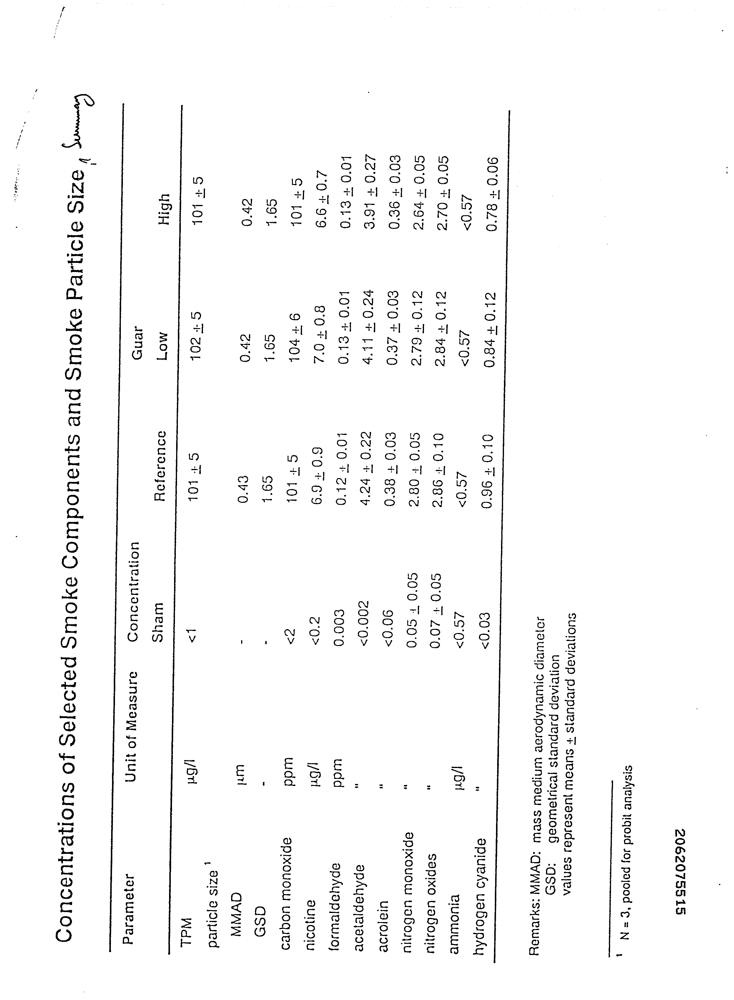 Concentrations of Selected Smoke Components and Smoke Particle Size, Summary
Parameter Unit of Measure Concentration Guar
Sham Reference Low High
TPM µg/l <1 101 ± 5 102 ± 5 101 ± 5
particle size 1
MMAD µm - 0.43 0.42 0.42
GSD - - 1.65 1.65 1.65
carbon monoxide ppm <2 101 ± 5 104 ± 6 101 ± 5
nicotine µg/l <0.2 6.9 ± 0.9 7.0 ± 0.8 6.6 ± 0.7
formaldehyde ppm 0.003 0.12 ± 0.01 0.13 ± 0.01 0.13 ± 0.01
acetaldehyde " <0.002 4.24 ± 0.22 4.11 ± 0.24 3.91 ± 0.27
acrolein " <0.06 0.38 ± 0.03 0.37 ± 0.03 0.36 ± 0.03
nitrogen monoxide " 0.05 ± 0.05 2.80 ± 0.05 2.79 ± 0.12 2.64 ± 0.05
nitrogen oxides " 0.07 ± 0.05 2.86 ± 0.10 2.84 ± 0.12 2.70 ± 0.05
ammonia µg/l <0.57 <0.57 <0.57 <0.57
hydrogen cyanide " <0.03 0.96 ± 0.10 0.84 ± 0.12 0.78 ± 0.06
Remarks: MMAD: mass medium aerodynamic diameter
GSD: geometrical standard deviation
values represent means ± standard deviations
1 N = 3, pooled for probit analysis
2062075515